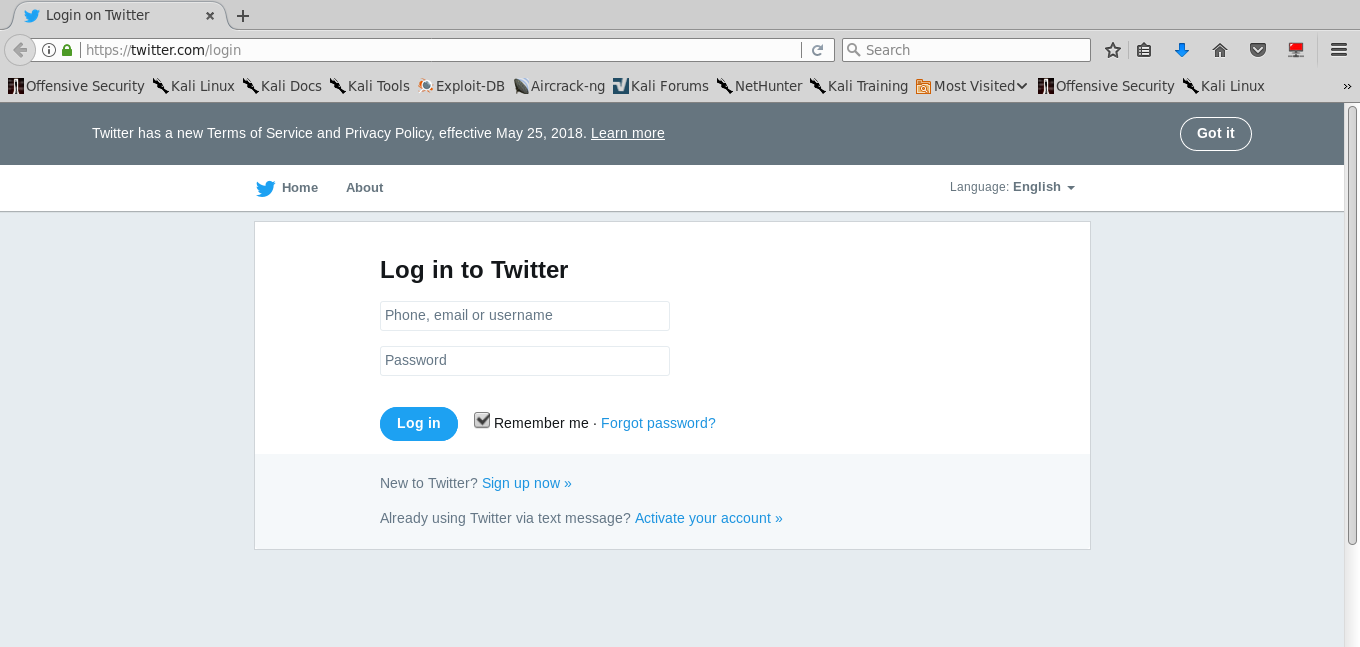 Login on Twitter
https://twitter.com/login
Search
Offensive Security Kali Linux Kali Docs Kali Tools Exploit-DB Aircrack-ng Kali Forums NetHunter Kali Training Most Visited Offensive Security Kali Linux »
Twitter has a new Terms of Service and Privacy Policy, effective May 25, 2018. Learn more Got it
Home About Language: English
Log in to Twitter
Phone, email or username
Password
Log in Remember me · Forgot password?
New to Twitter? Sign up now »
Already using Twitter via text message? Activate your account »